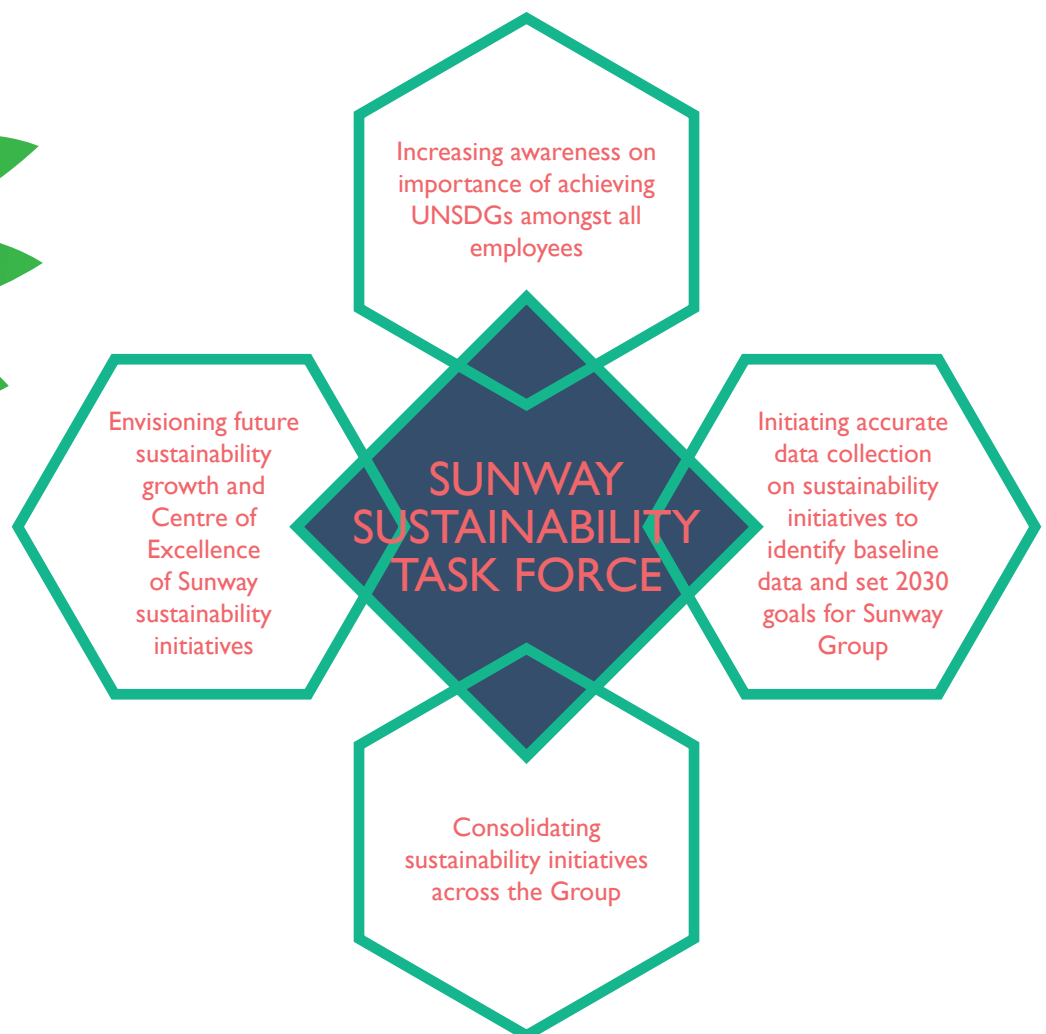 Increasing awareness on
importance of achieving
UNSDGs amongst all
employees
Envisioning future
sustainability
growth and
Centre of
Excellence
of Sunway
sustainability
initiatives
SUNWAY
SUSTAINABILITY
TASK FORCE
Initiating accurate
data collection
on sustainability
initiatives to
identify baseline
data and set 2030
goals for Sunway
Group
Consolidating
sustainability initiatives
across the Group